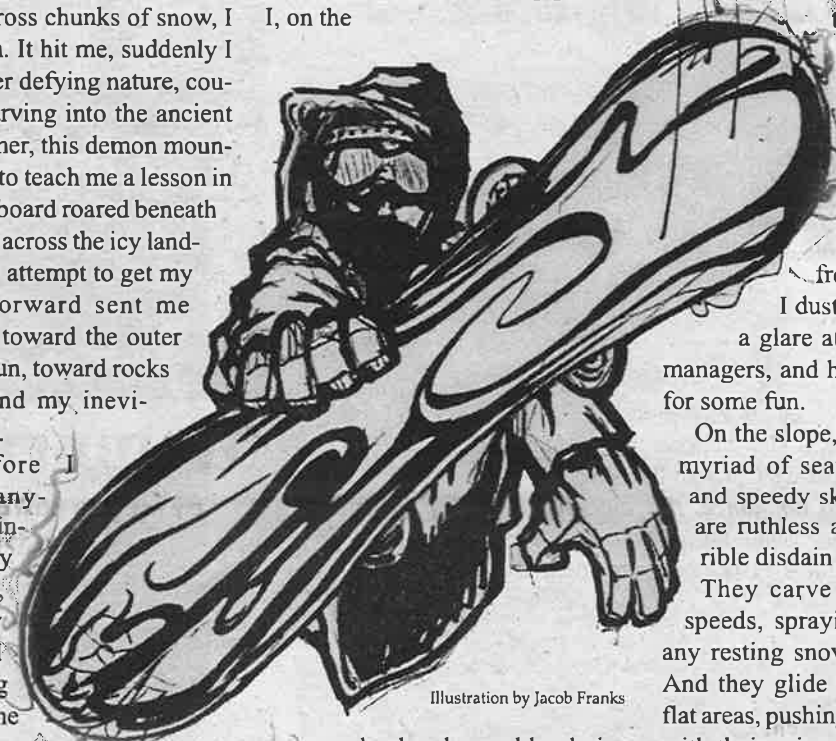 ross chunks of snow, I
It hit me, suddenly I
defying nature, cou-
rving into the ancient
this demon moun-
to teach me a lesson in
board roared beneath
across the icy land-
attempt to get my
orward sent me
toward the outer
un, toward rocks
nd my inevi-
fore I
any-
in-
y
g
ne
I, on the
fro
I dust
a glare a
managers, and h
for some fun.
On the slope,
myriad of sea
and speedy sk
are ruthless a
rible disdain
They carve
speeds, sprayi
any resting snow
And they glide
flat areas, pushin
Illustration by Jacob Franks